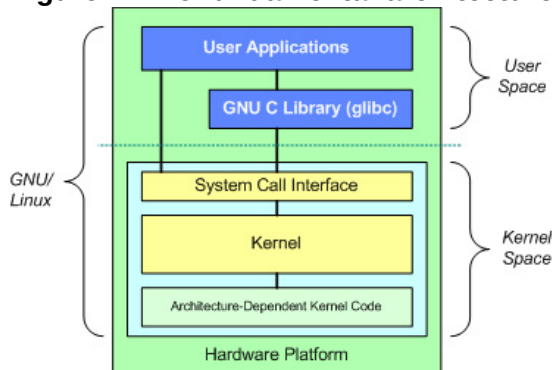 User Applications
User
Space
GNU C Library (glibc)
GNU/
Linux
System Call Interface
Kernel
Kernel
Space
Architecture-Dependent Kernel Code
Hardware Platform